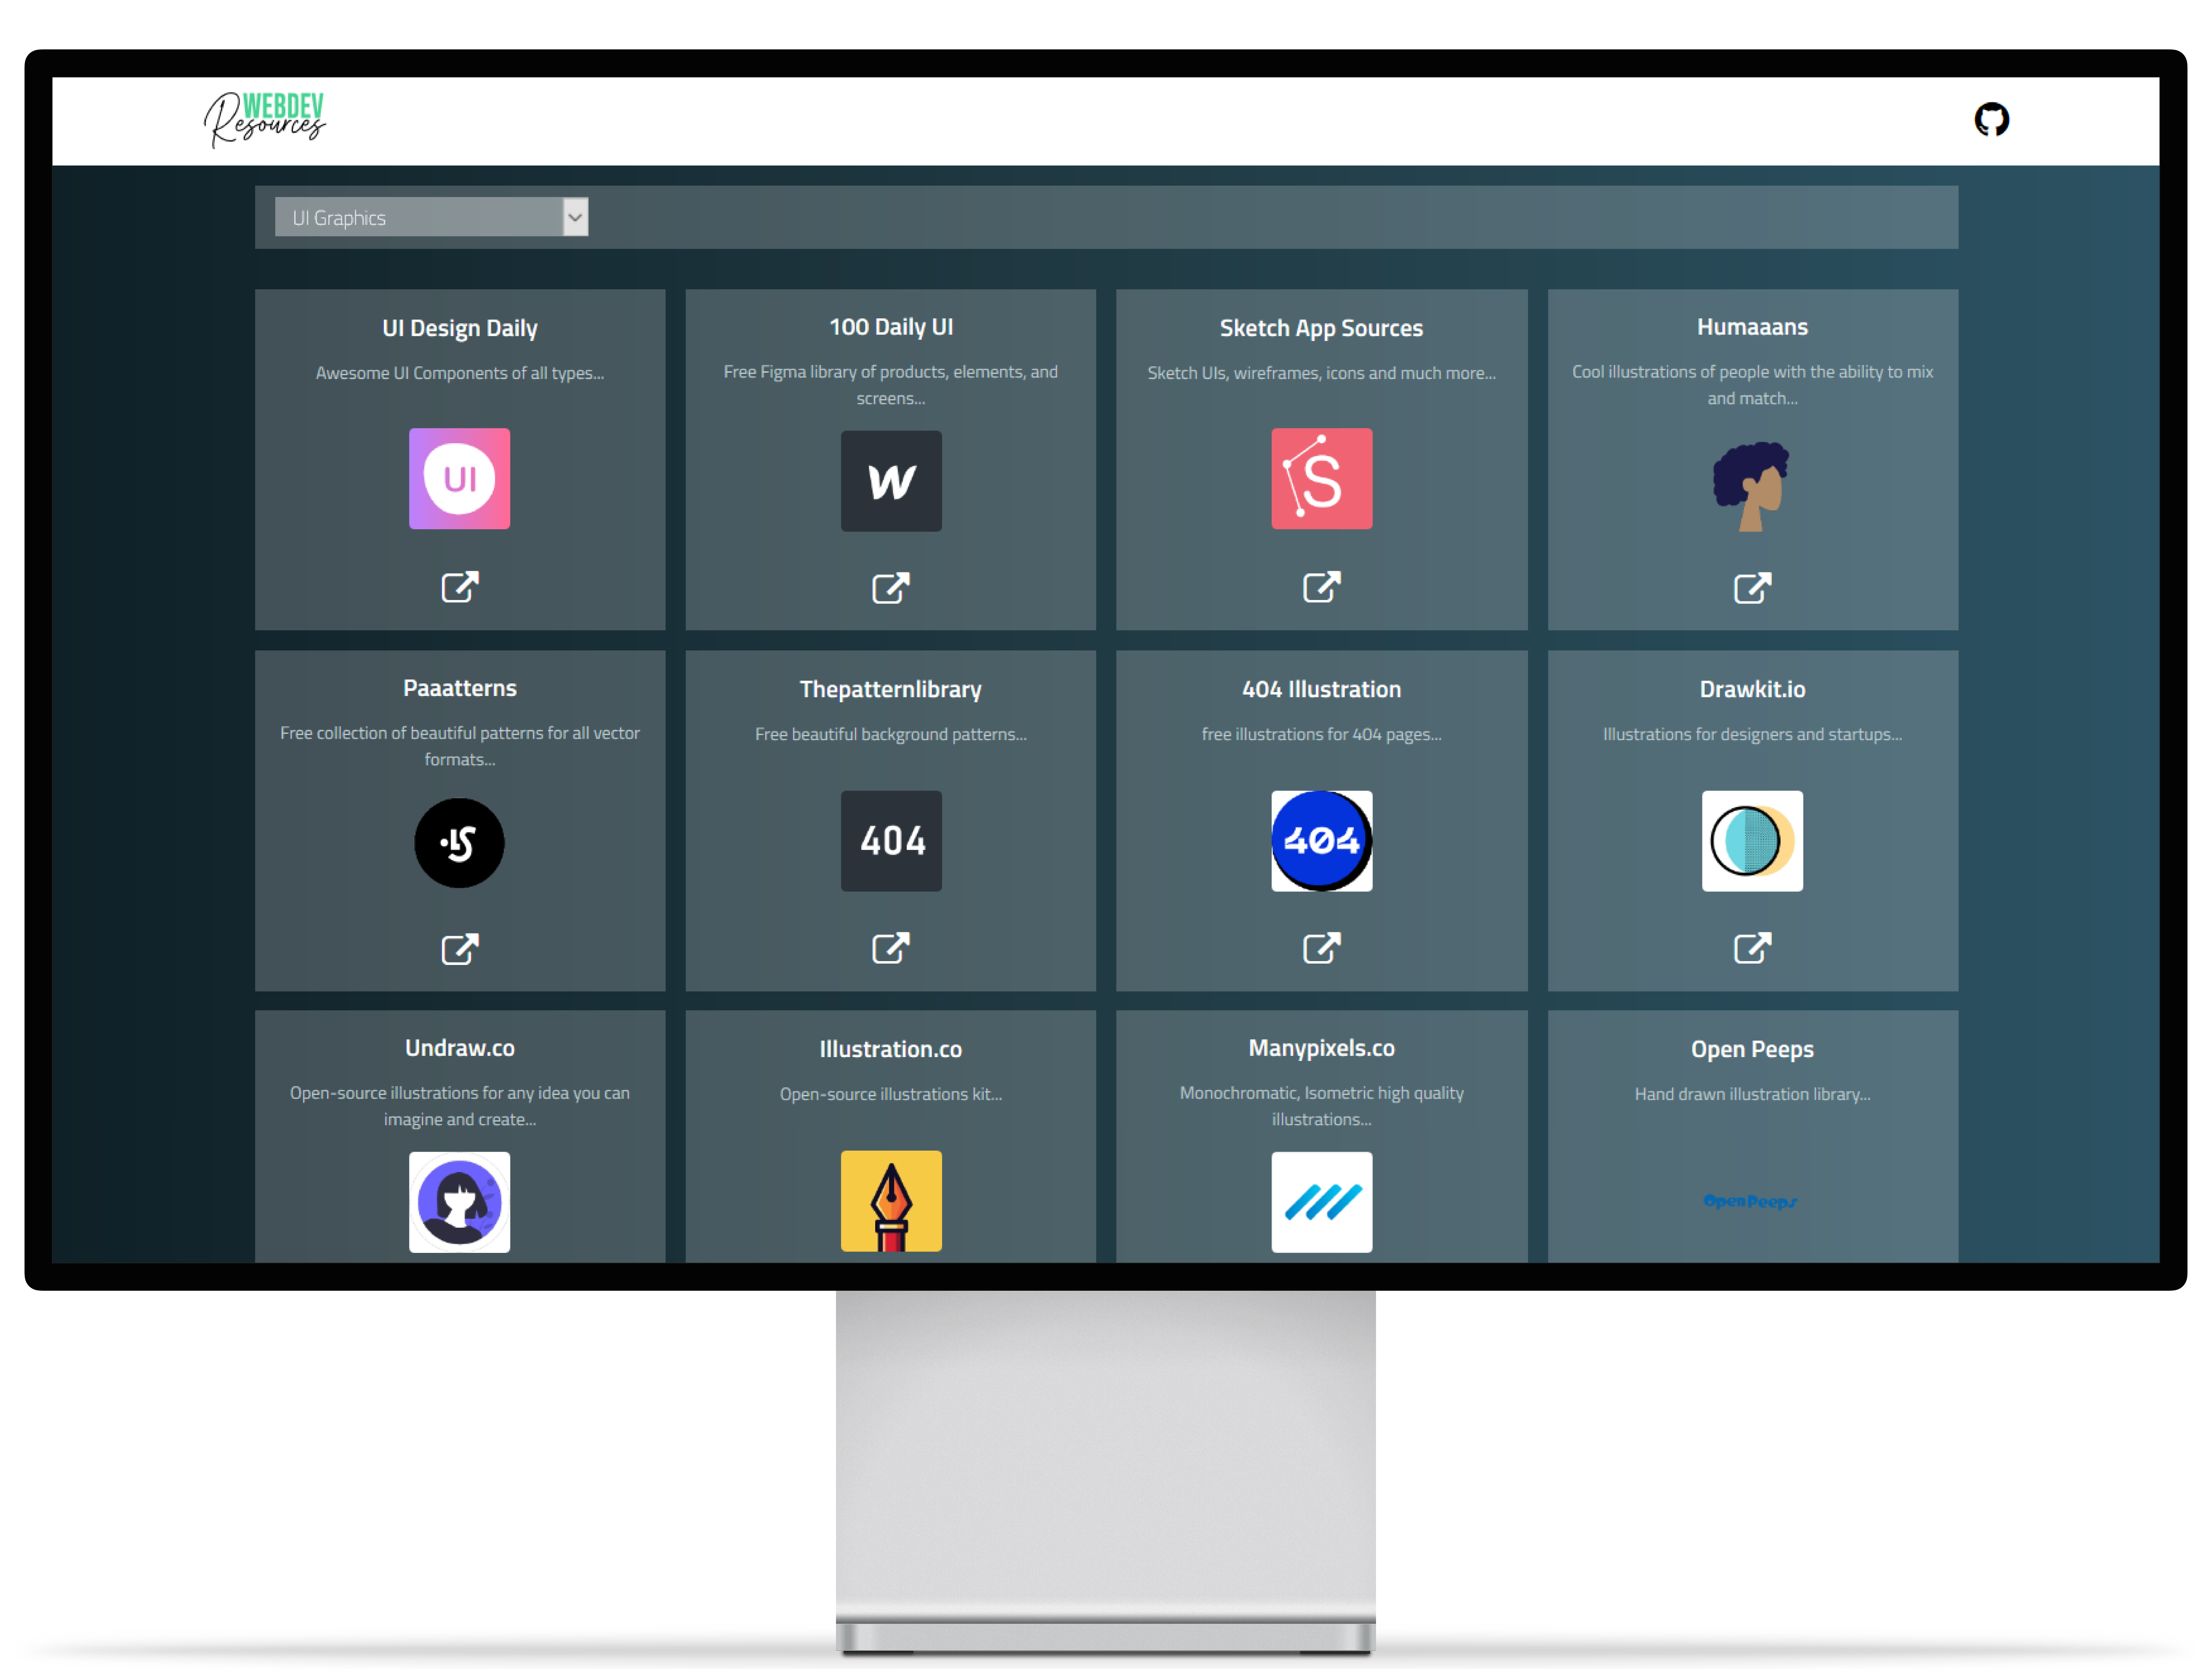 WEBDEV
Resources
UI Graphics
UI Design Daily
Awesome UI Components of all types...
UI
100 Daily UI
Free Figma library of products, elements, and
screens...
W
Sketch App Sources
Sketch UIs, wireframes, icons and much more...
S
Humaaans
Cool illustrations of people with the ability to mix
and match...
Paaatterns
Free collection of beautiful patterns for all vector
formats...
Thepatternlibrary
Free beautiful background patterns...
404
404 Illustration
free illustrations for 404 pages...
404
Drawkit.io
Illustrations for designers and startups...
Undraw.co
Open-source illustrations for any idea you can
imagine and create...
Illustration.co
Open-source illustrations kit...
Manypixels.co
Monochromatic, Isometric high quality
illustrations...
Open Peeps
Hand drawn illustration library...
Open Peeps